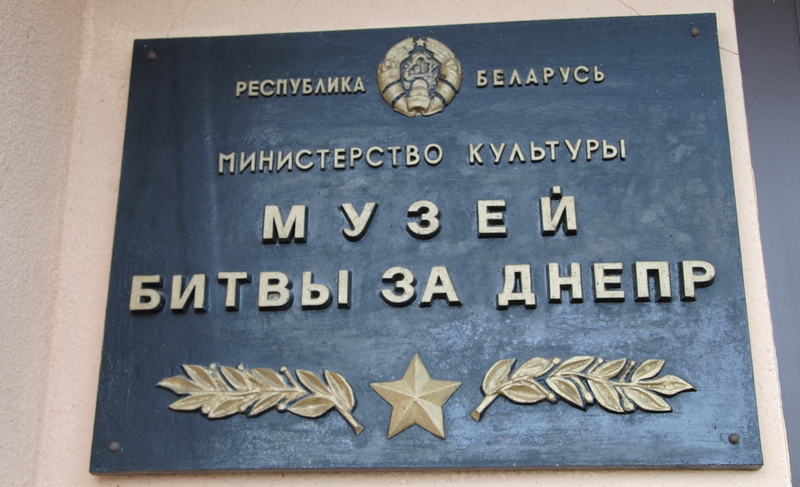 РЕСПУБЛИКА БЕЛАРУСЬ
МИНИСТЕРСТВО КУЛЬТУРЫ
МУЗЕЙ
БИТВЫ ЗА ДНЕПР